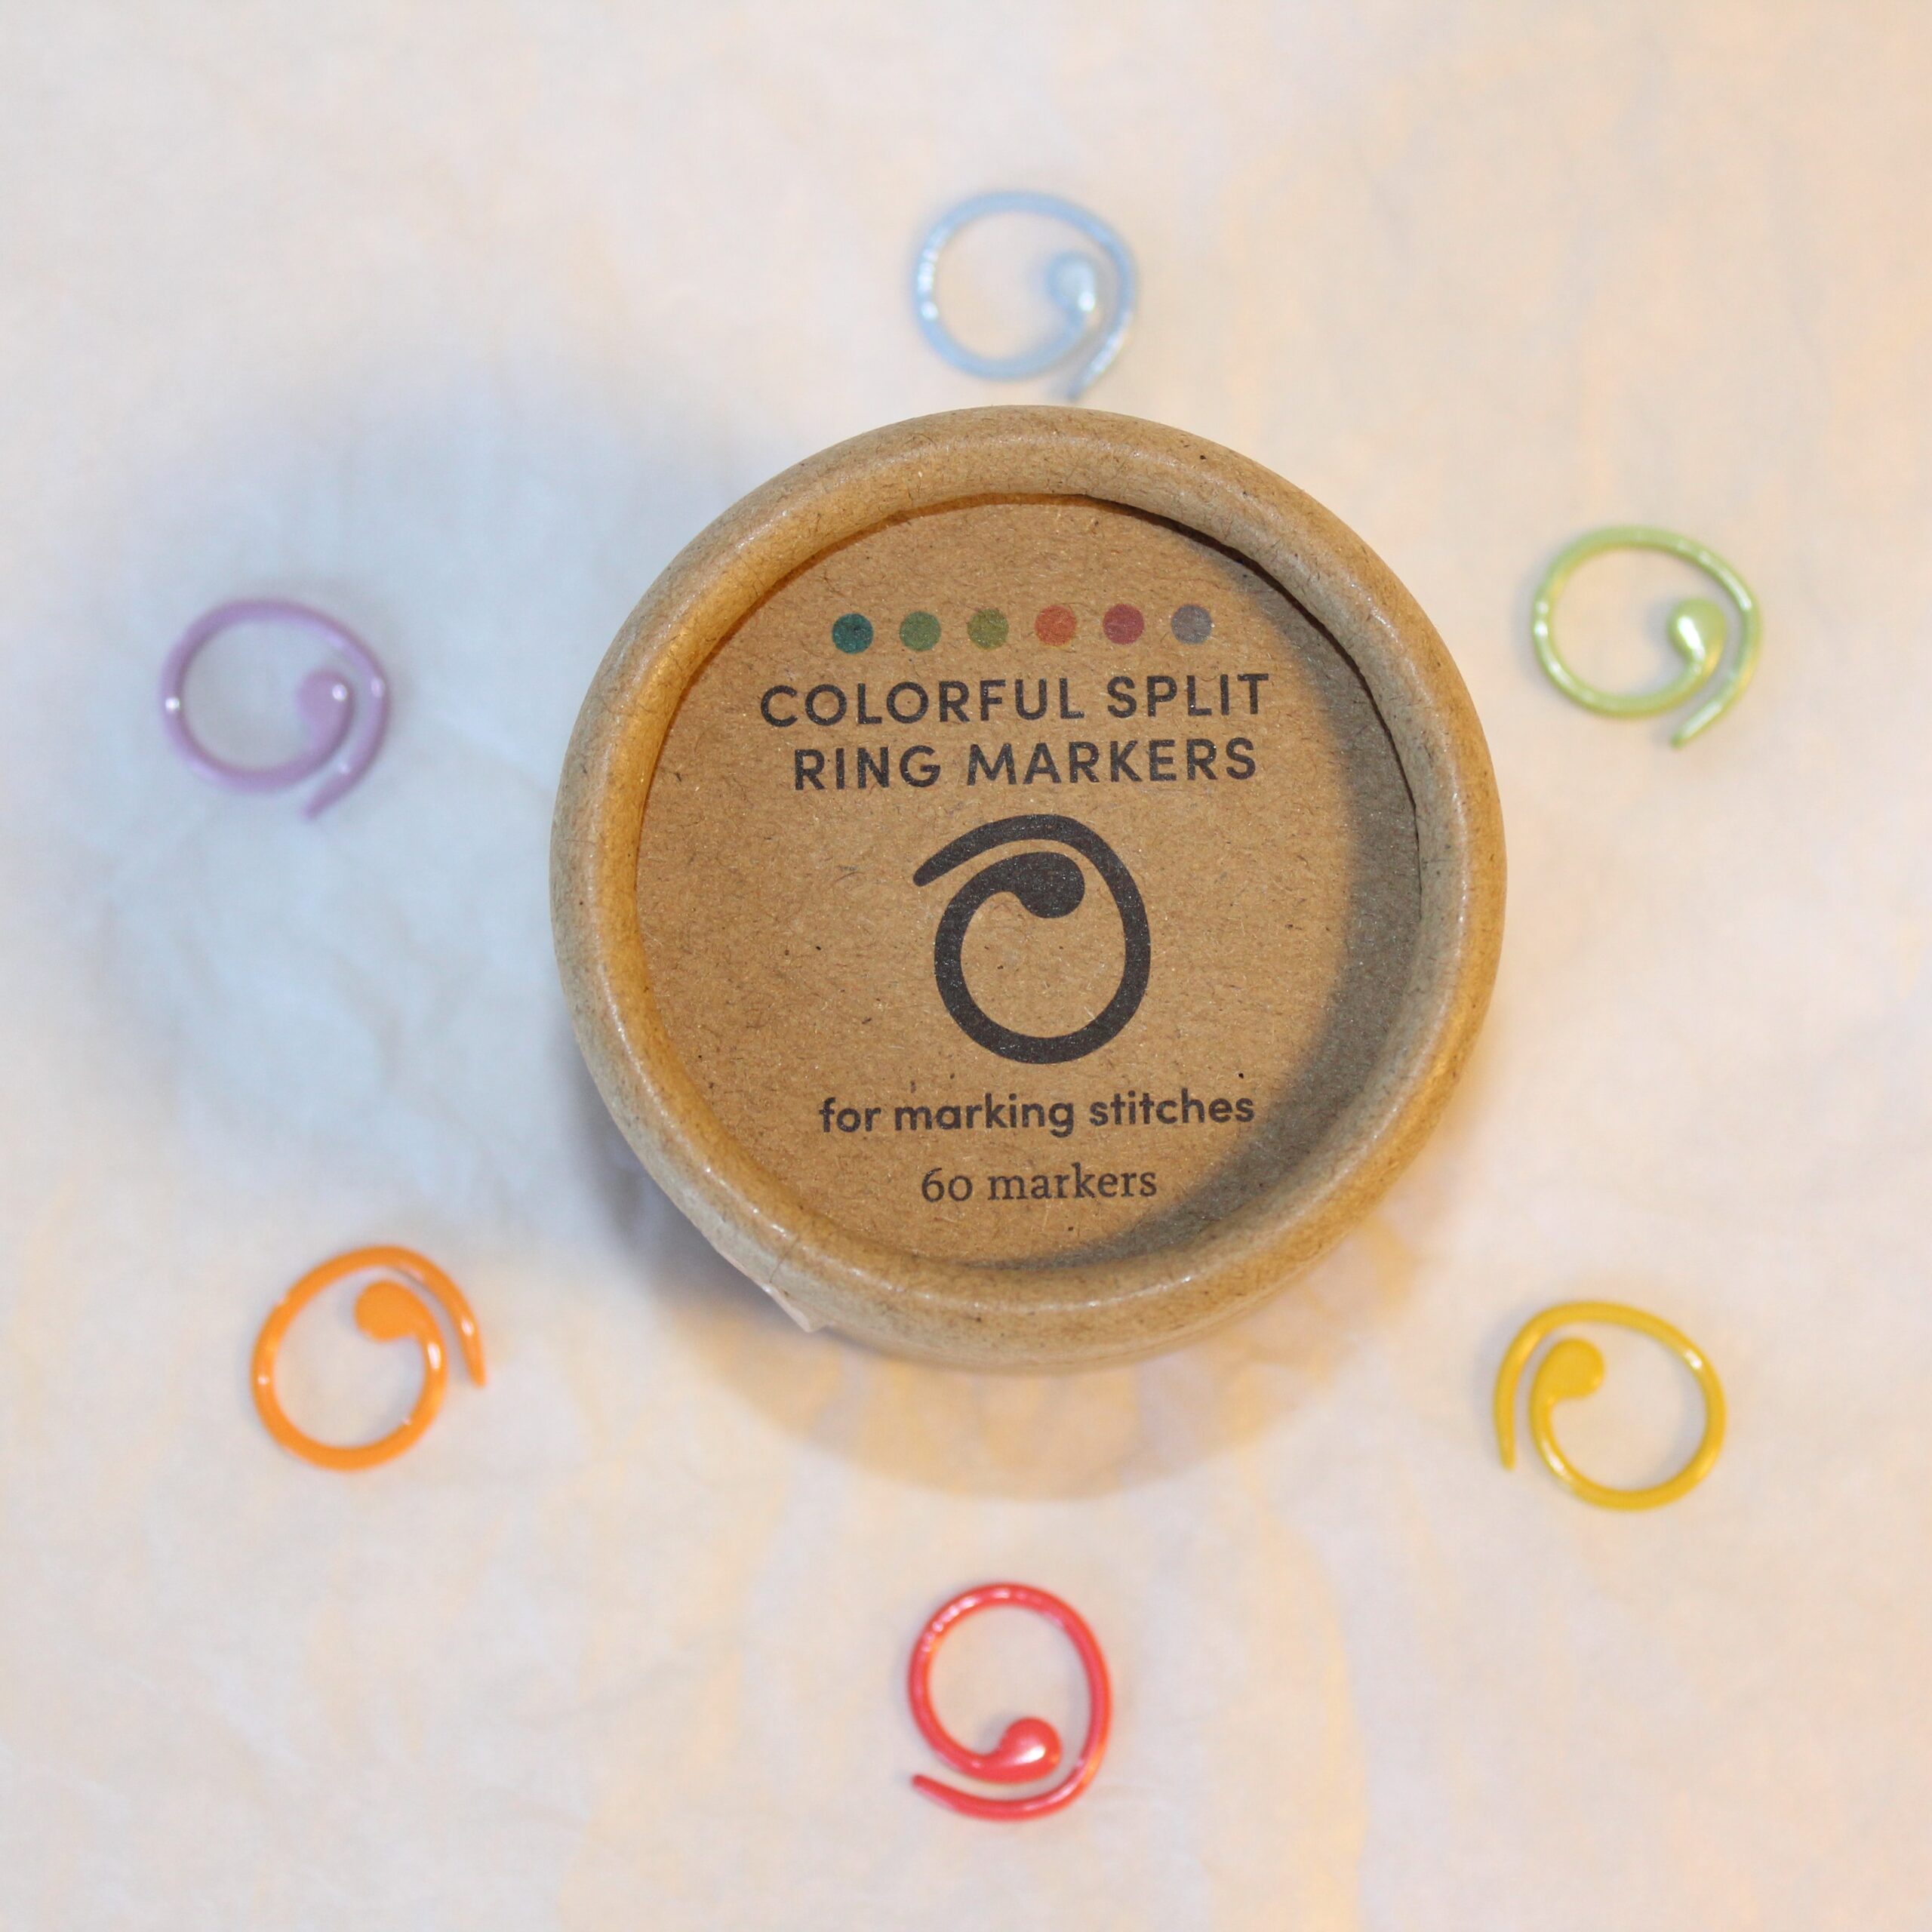 COLORFUL SPLIT
RING MARKERS
for marking stitches
60 markers